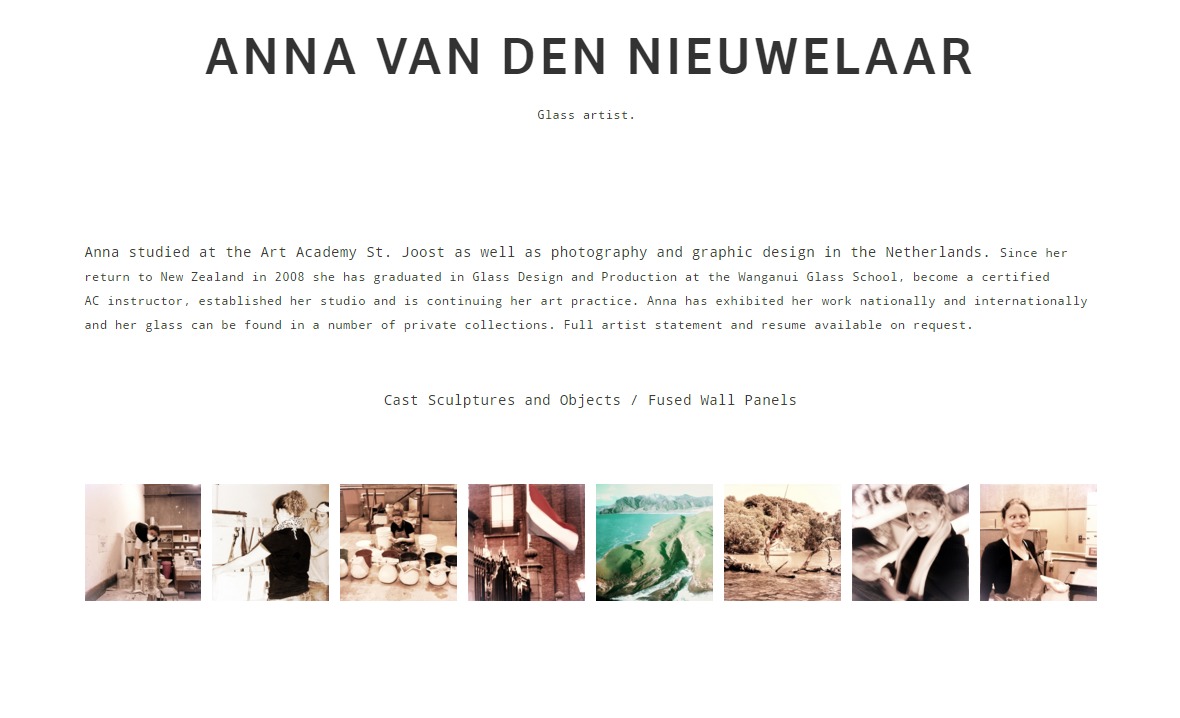 ANNA VAN DEN NIEUWELAAR
Glass artist.
Anna studied at the Art Academy St. Joost as well as photography and graphic design in the Netherlands. Since her
return to New Zealand in 2008 she has graduated in Glass Design and Production at the Wanganui Glass School, become a certified
AC instructor, established her studio and is continuing her art practice. Anna has exhibited her work nationally and internationally
and her glass can be found in a number of private collections. Full artist statement and resume available on request.
Cast Sculptures and Objects / Fused Wall Panels